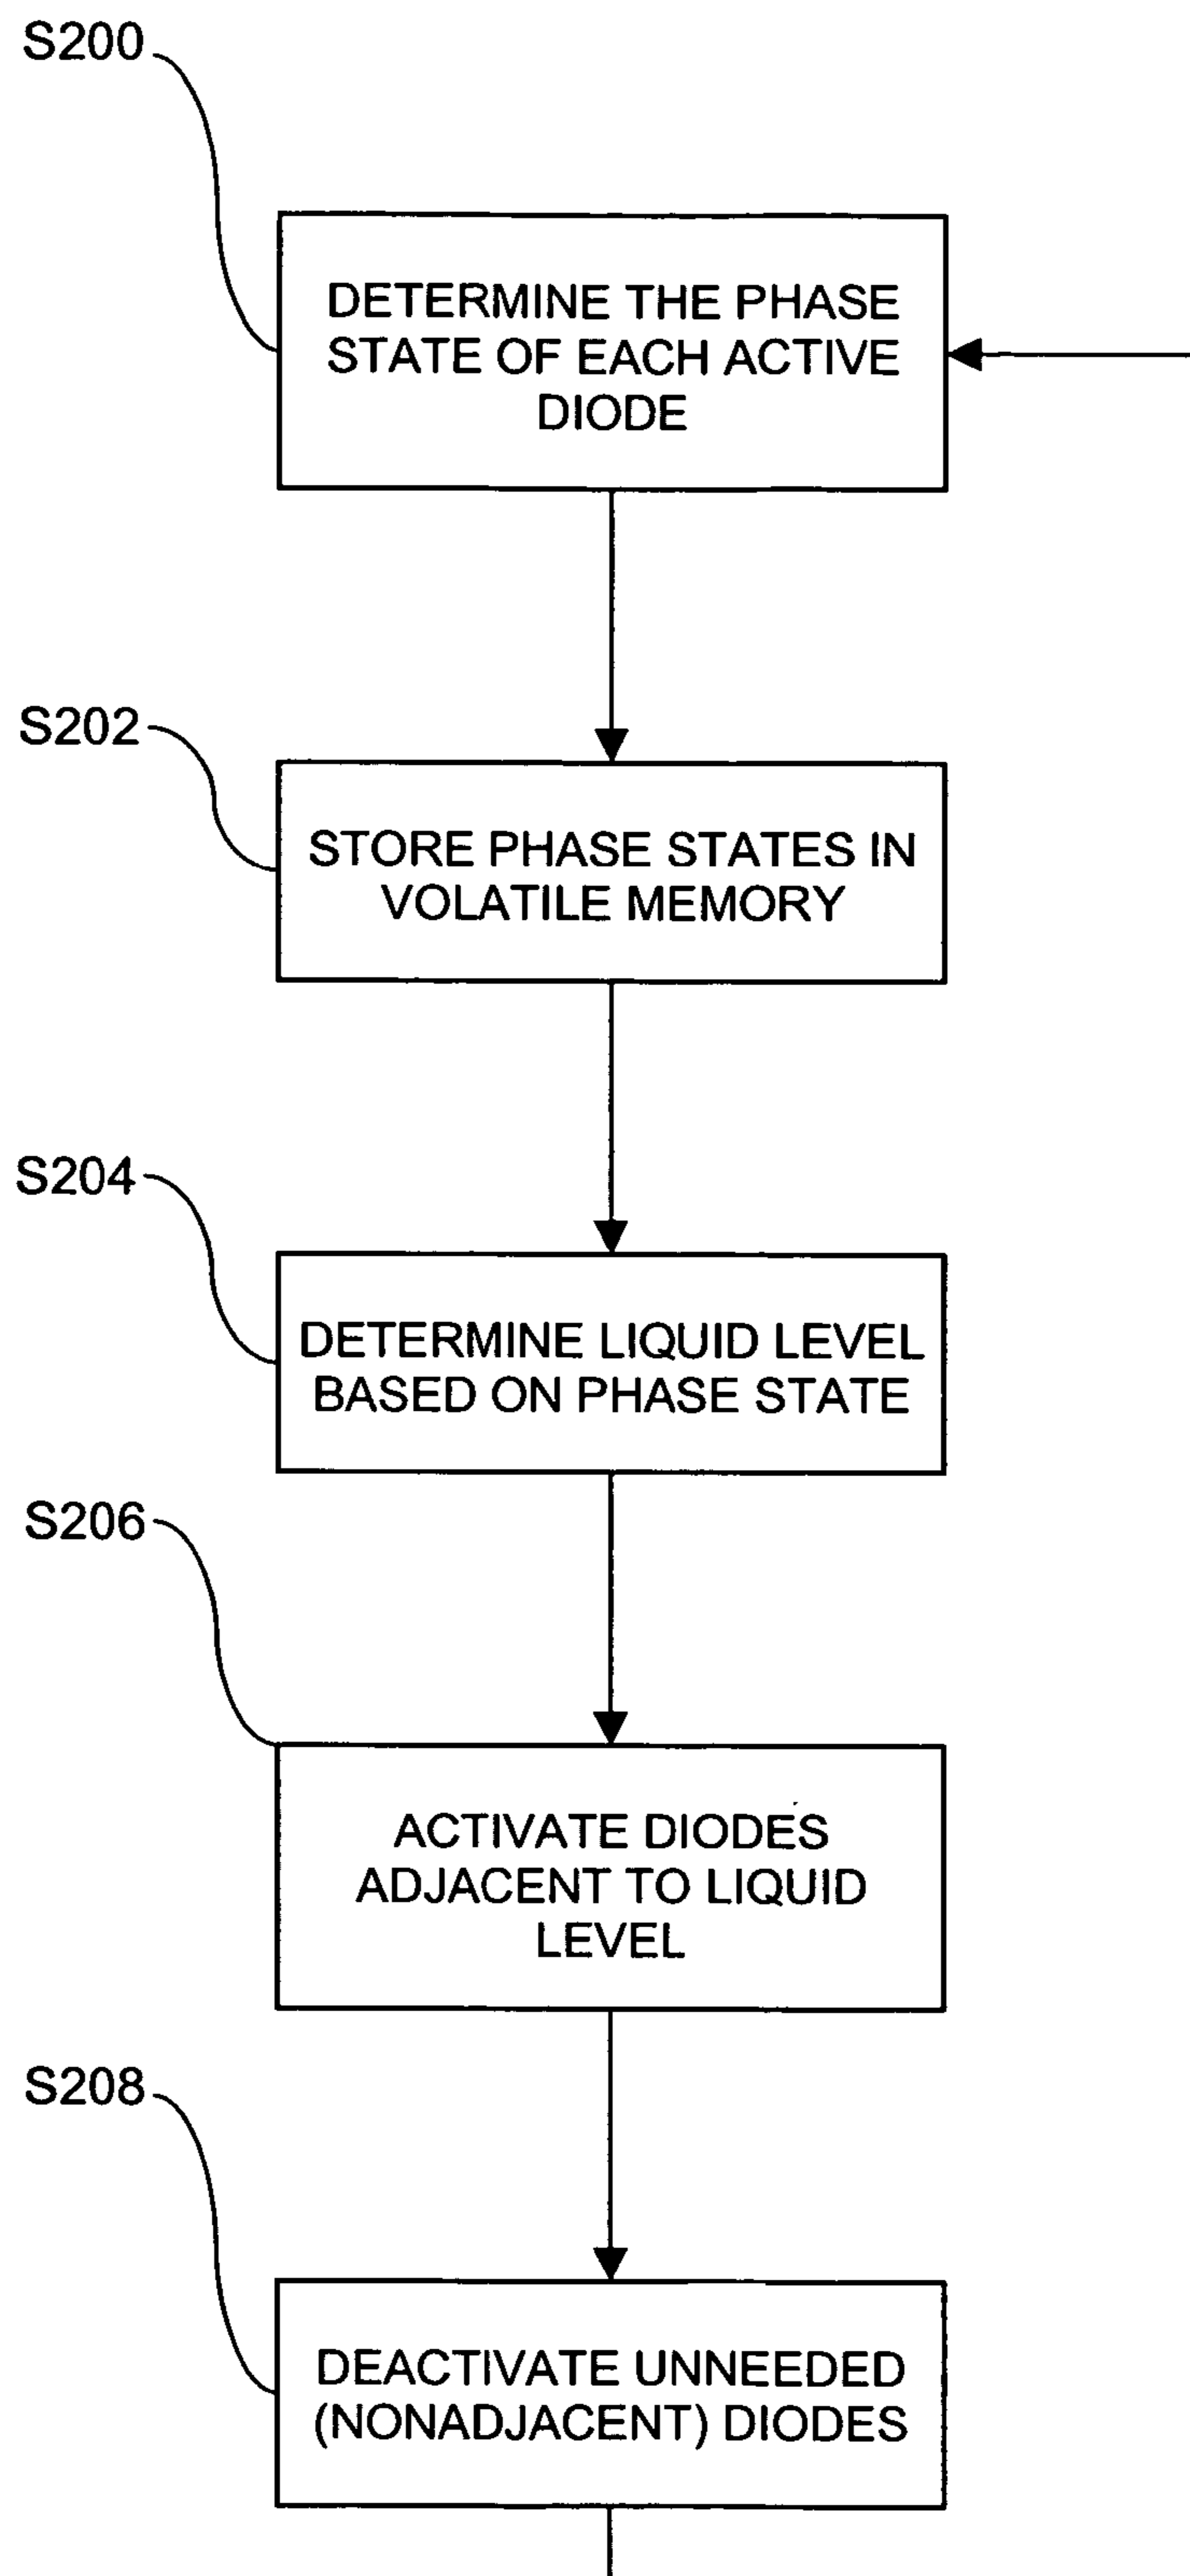 S200
DETERMINE THE PHASE
STATE OF EACH ACTIVE
DIODE
S202
STORE PHASE STATES IN
VOLATILE MEMORY
S204
DETERMINE LIQUID LEVEL
BASED ON PHASE STATE
S206
ACTIVATE DIODES
ADJACENT TO LIQUID
LEVEL
S208
DEACTIVATE UNNEEDED
(NONADJACENT) DIODES